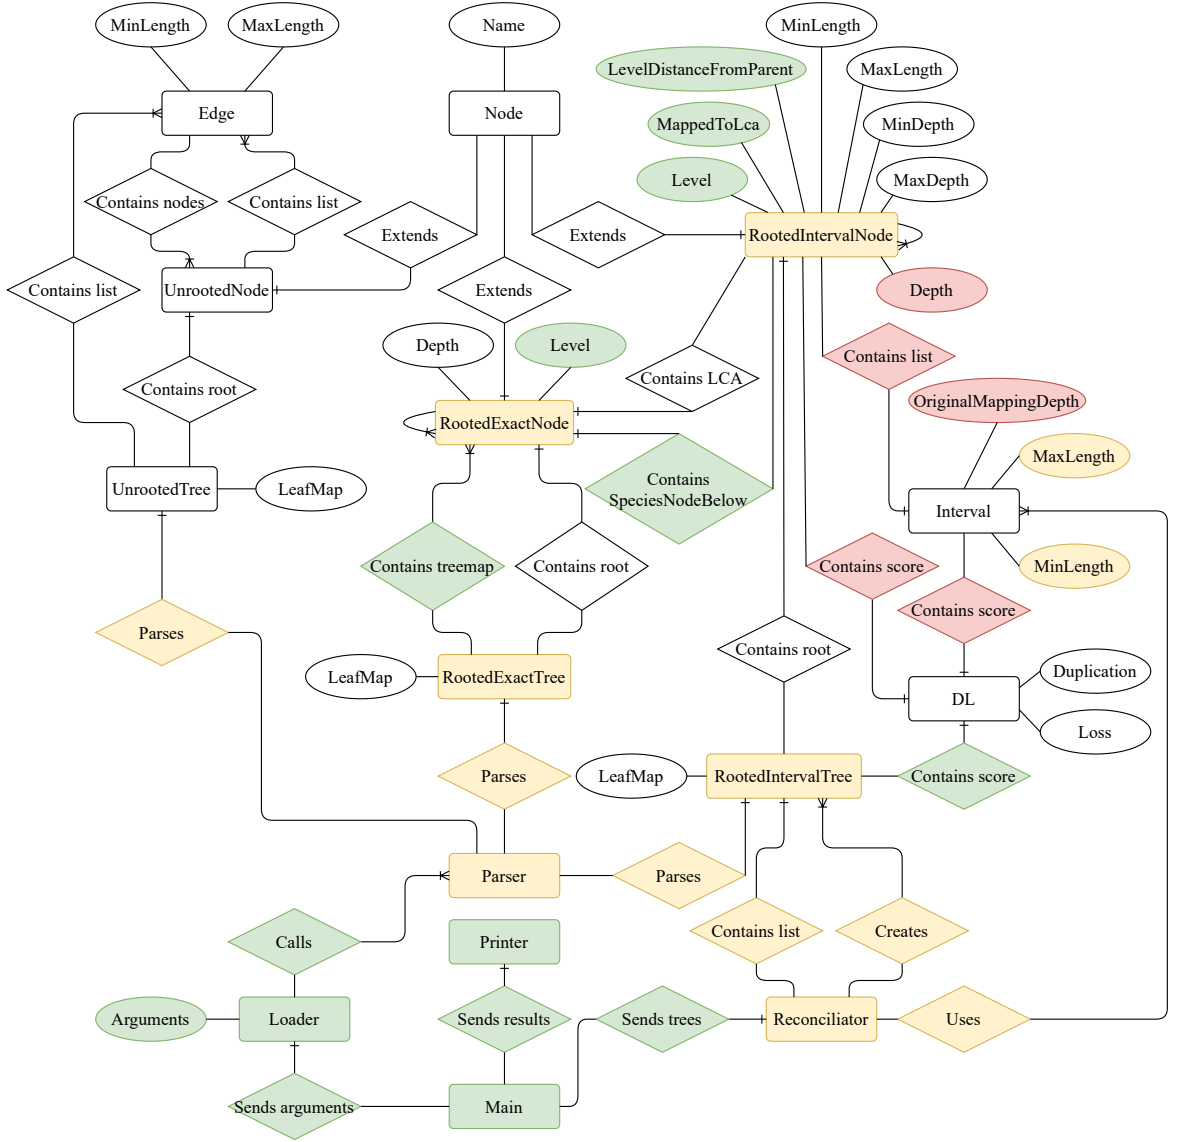 MinLength
MaxLength
Name
MinLength
LevelDistanceFromParent
MaxLength
Edge
Node
MappedToLca
MinDepth
Level
MaxDepth
Contains nodes
Contains list
Extends
Extends
RootedIntervalNode
Contains list
UnrootedNode
Extends
Depth
Depth
Level
Contains list
Contains root
Contains LCA
OriginalMappingDepth
RootedExactNode
MaxLength
UnrootedTree
LeafMap
Contains
SpeciesNodeBelow
Interval
Contains treemap
Contains root
Contains score
MinLength
Contains score
Parses
Contains root
LeafMap
RootedExactTree
Duplication
DL
Loss
Parses
LeafMap
RootedIntervalTree
Contains score
Parser
Parses
Calls
Printer
Contains list
Creates
Arguments
Loader
Sends results
Sends trees
Reconciliator
Uses
Sends arguments
Main